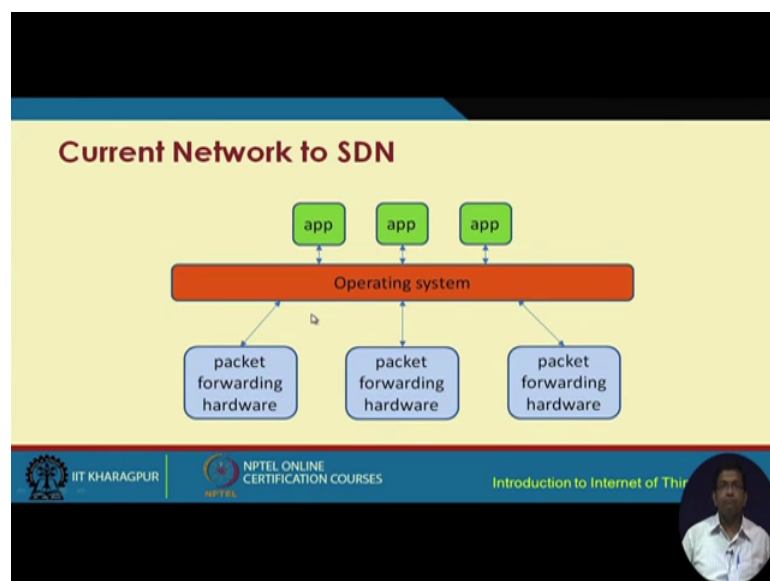 Current Network to SDN
app app app
Operating system
packet forwarding hardware
packet forwarding hardware
packet forwarding hardware
IIT KHARAGPUR
NPTEL
NPTEL ONLINE
CERTIFICATION COURSES
Introduction to Internet of